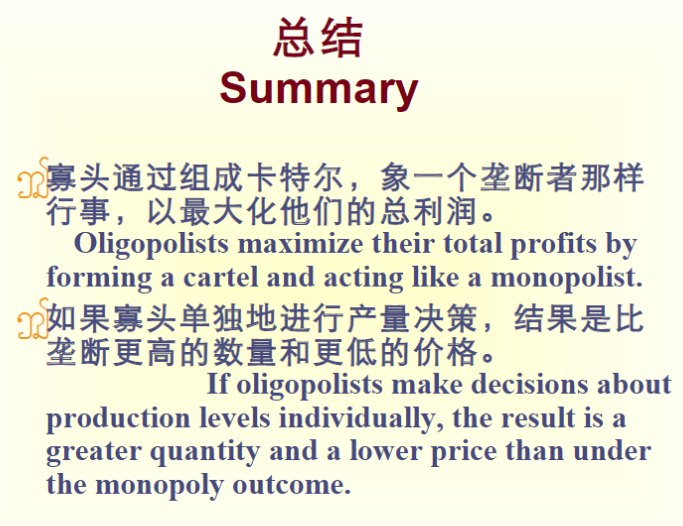 总结
Summary
寡头通过组成卡特尔，象一个垄断者那样
行事，以最大化他们的总利润。
Oligopolists maximize their total profits by
forming a cartel and acting like a monopolist.
如果寡头单独地进行产量决策，结果是比
垄断更高的数量和更低的价格。
If oligopolists make decisions about
production levels individually, the result is a
greater quantity and a lower price than under
the monopoly outcome.